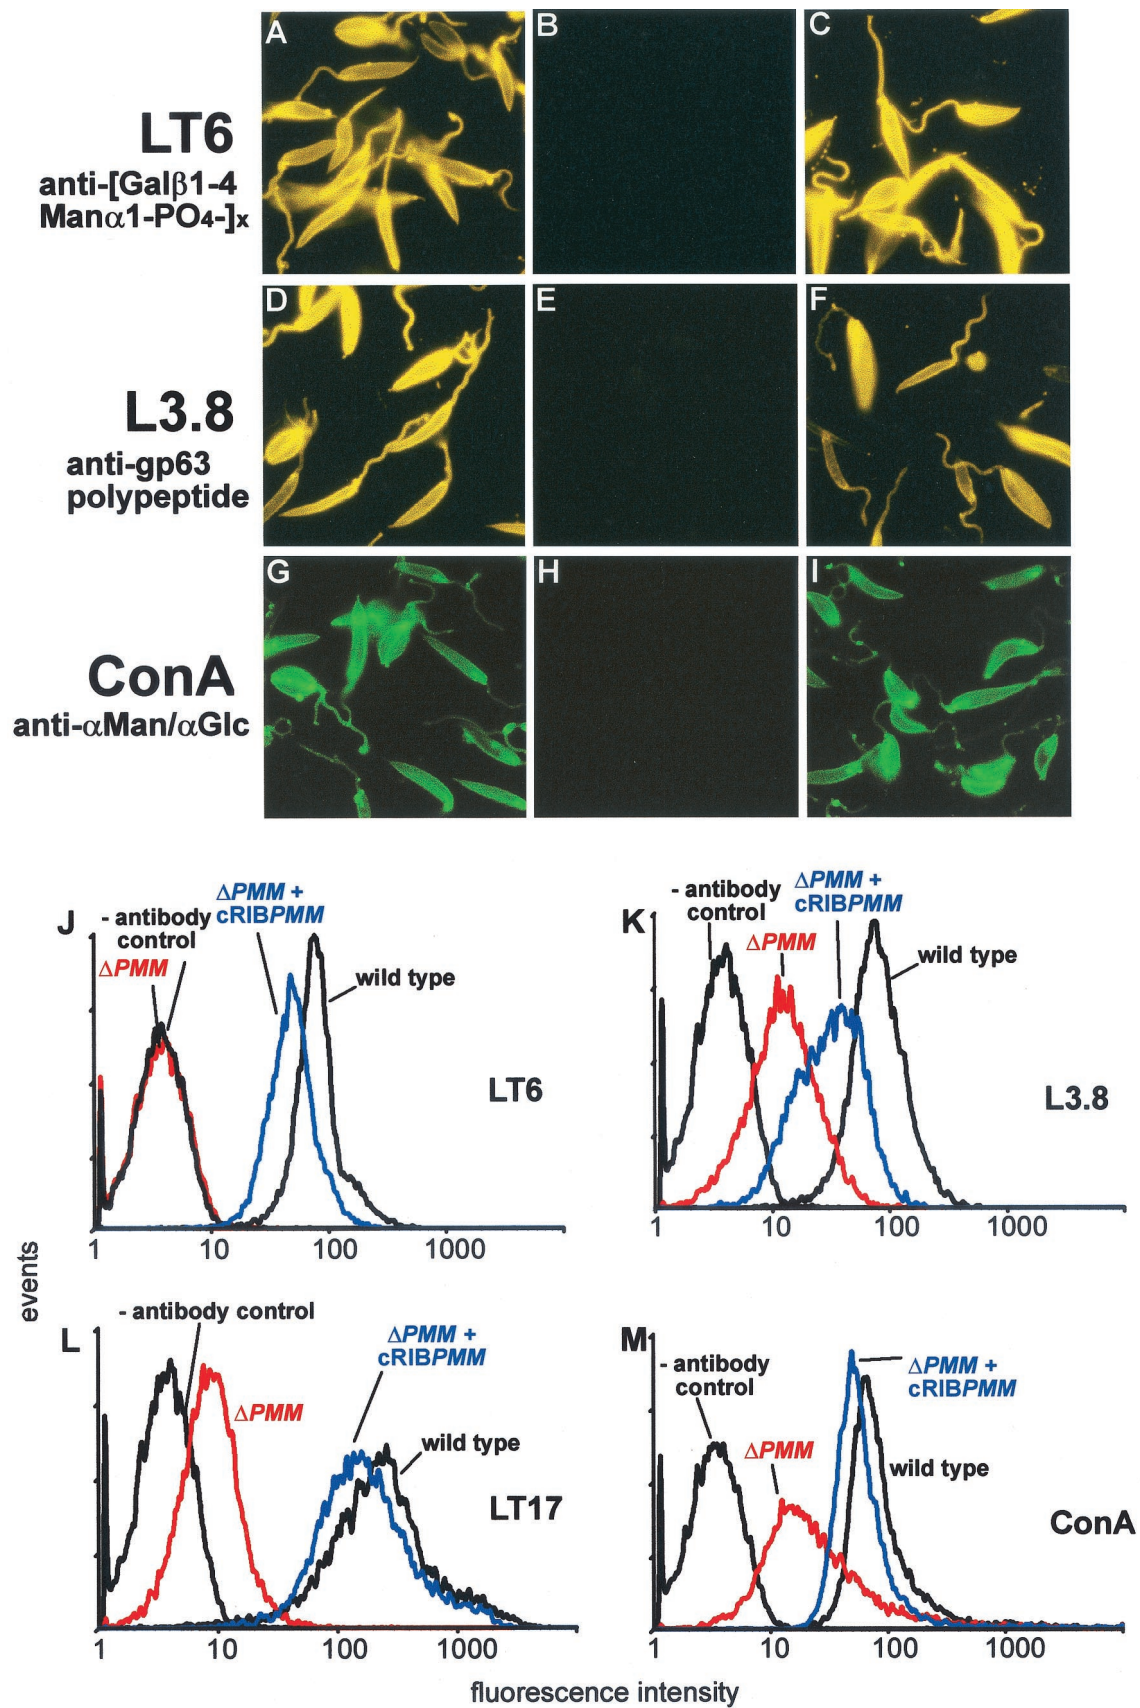 A
B
C
LT6
anti-[Galβ1-4
Manα1-PO4-]x
D
E
F
L3.8
anti-gp63
polypeptide
G
H
I
ConA
anti-αMan/αGlc
J
- antibody
control
ΔPMM +
cRIBPMM
ΔPMM
wild type
LT6
1 10 100 1000
K
- antibody
control
ΔPMM +
cRIBPMM
ΔPMM
wild type
L3.8
1 10 100 1000
events
L
- antibody control
ΔPMM +
cRIBPMM
ΔPMM
wild type
LT17
1 10 100 1000
M
- antibody
control
ΔPMM +
cRIBPMM
ΔPMM
wild type
ConA
1 10 100 1000
fluorescence intensity